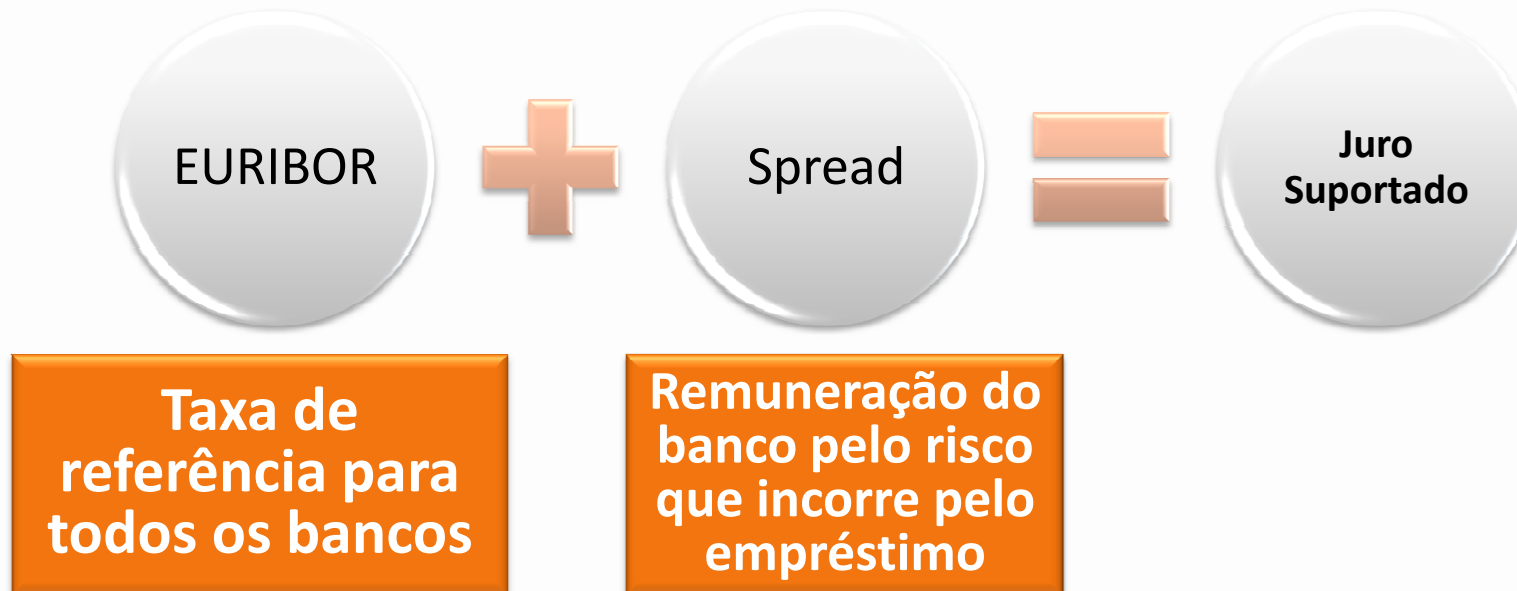 EURIBOR
Spread
Juro
Suportado
Taxa de
referência para
todos os bancos
Remuneração do
banco pelo risco
que incorre pelo
empréstimo